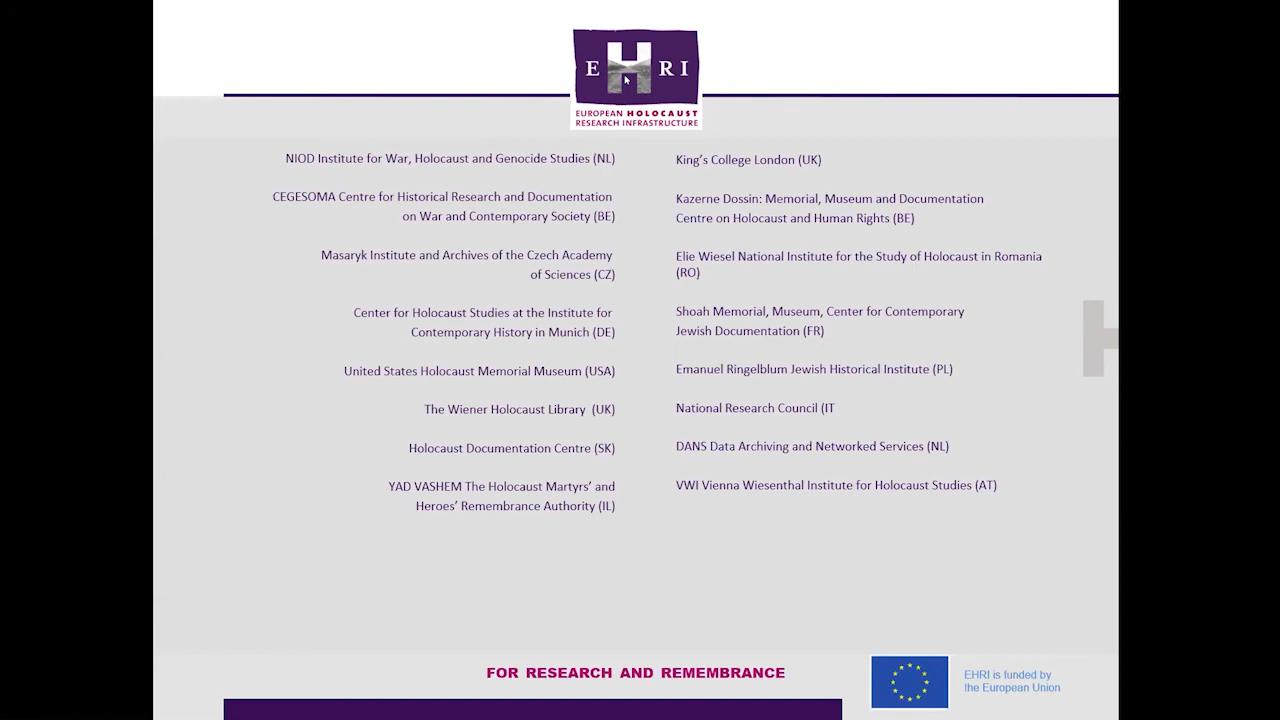 E H RI
EUROPEAN HOLOCAUST
RESEARCH INFRASTRUCTURE
NIOD Institute for War, Holocaust and Genocide Studies (NL)
CEGESOMA Centre for Historical Research and Documentation
on War and Contemporary Society (BE)
Masaryk Institute and Archives of the Czech Academy
of Sciences (CZ)
Center for Holocaust Studies at the Institute for
Contemporary History in Munich (DE)
United States Holocaust Memorial Museum (USA)
The Wiener Holocaust Library (UK)
Holocaust Documentation Centre (SK)
YAD VASHEM The Holocaust Martyrs’ and
Heroes’ Remembrance Authority (IL)
King’s College London (UK)
Kazerne Dossin: Memorial, Museum and Documentation
Centre on Holocaust and Human Rights (BE)
Elie Wiesel National Institute for the Study of Holocaust in Romania
(RO)
Shoah Memorial, Museum, Center for Contemporary
Jewish Documentation (FR)
Emanuel Ringelblum Jewish Historical Institute (PL)
National Research Council (IT
DANS Data Archiving and Networked Services (NL)
VWI Vienna Wiesenthal Institute for Holocaust Studies (AT)
H
FOR RESEARCH AND REMEMBRANCE
EHRI is funded by
the European Union